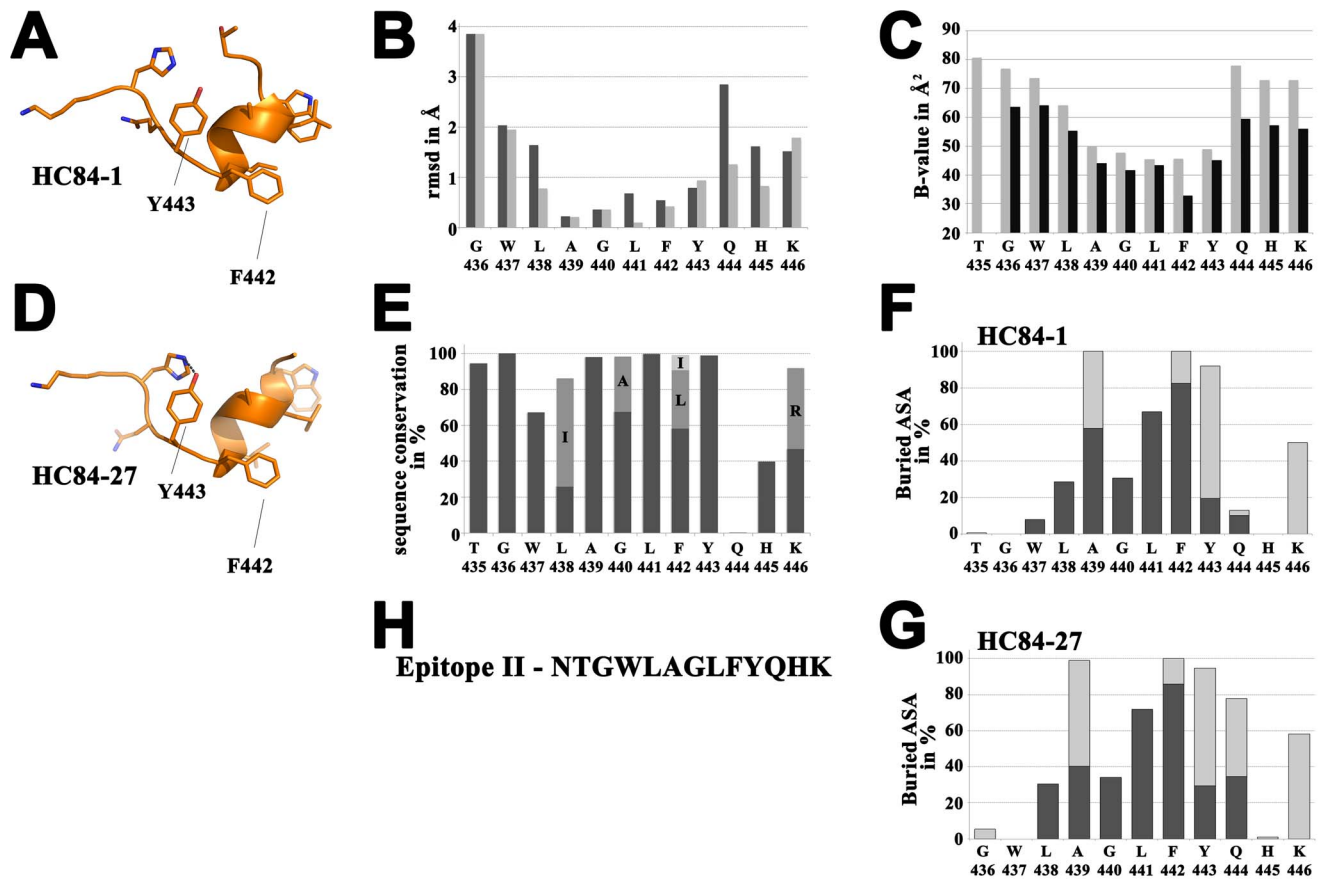 A
HC84-1
Y443
F442
B
rmsd in Å
4
3
2
1
0
G W L A G L F Y Q H K
436 437 438 439 440 441 442 443 444 445 446
C
B-value in Å²
90
80
70
60
50
40
30
20
T G W L A G L F Y Q H K
435 436 437 438 439 440 441 442 443 444 445 446
D
HC84-27
Y443
F442
E
sequence conservation
in %
100
80
60
40
20
0
I
A
I
L
R
T G W L A G L F Y Q H K
435 436 437 438 439 440 441 442 443 444 445 446
F
HC84-1
Buried ASA
in %
100
80
60
40
20
0
T G W L A G L F Y Q H K
435 436 437 438 439 440 441 442 443 444 445 446
H
Epitope II - NTGWLAGLFYQHK
G
HC84-27
Buried ASA
in %
100
80
60
40
20
0
G W L A G L F Y Q H K
436 437 438 439 440 441 442 443 444 445 446